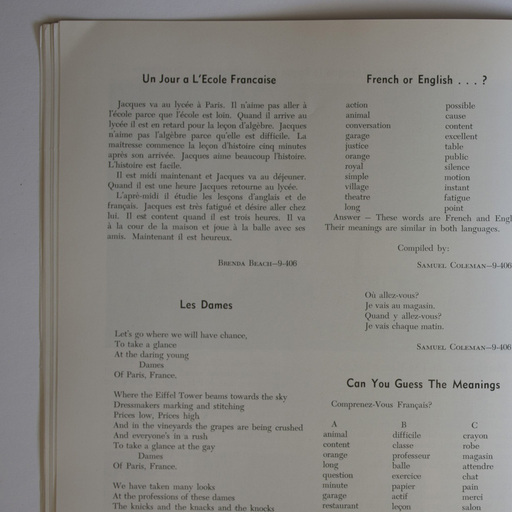 Un Jour a L'Ecole Francaise
Jacques va au lycée à Paris. Il n'aime pas aller à
l'école parce que l'école est loin. Quand il arrive au
lycée il est en retard pour la leçon d'algèbre. Jacques
n'aime pas l'algèbre parce qu'elle est difficile. La
maitresse commence la leçon d'histoire cinq minutes
après son arrivée. Jacques aime beaucoup l'histoire.
L'histoire est facile.
Il est midi maintenant et Jacques va au déjeuner.
Quand il est une heure Jacques retourne au lycée.
L'aprè-midi il étudie les leçons d'anglais et de
français. Jacques est très fatigué et désire aller chez
lui. Il est content quand il est trois heures. Il va
à la cour de la maison et joue à la balle avec ses
amis. Maintenant il est heureux.
Brenda Beach—9-406
Les Dames
Let's go where we will have chance,
To take a glance
At the daring young
Dames
Of Paris, France.
Where the Eiffel Tower beams towards the sky
Dressmakers marking and stitching
Prices low, Prices high
And in the vineyards the grapes are being crushed
And everyone's in a rush
To take a glance at the gay
Dames
Of Paris, France.
We have taken many looks
At the professions of these dames
The knicks and the knacks and the knocks
French or English . . . ?
action possible
animal cause
conversation content
garage excellent
justice table
orange public
royal silence
simple motion
village instant
theatre fatigue
long point
Answer — These words are French and Engl
Their meanings are similar in both languages.
Compiled by:
Samuel Coleman—9-406
Où allez-vous?
Je vais au magasin.
Quand y allez-vous?
Je vais chaque matin.
Samuel Coleman—9-406
Can You Guess The Meanings
Comprenez-Vous Français?
A B C
animal difficile crayon
content classe robe
orange professeur magasin
long balle attendre
question exercice chat
minute papier pain
garage actif merci
restaurant leçon salon